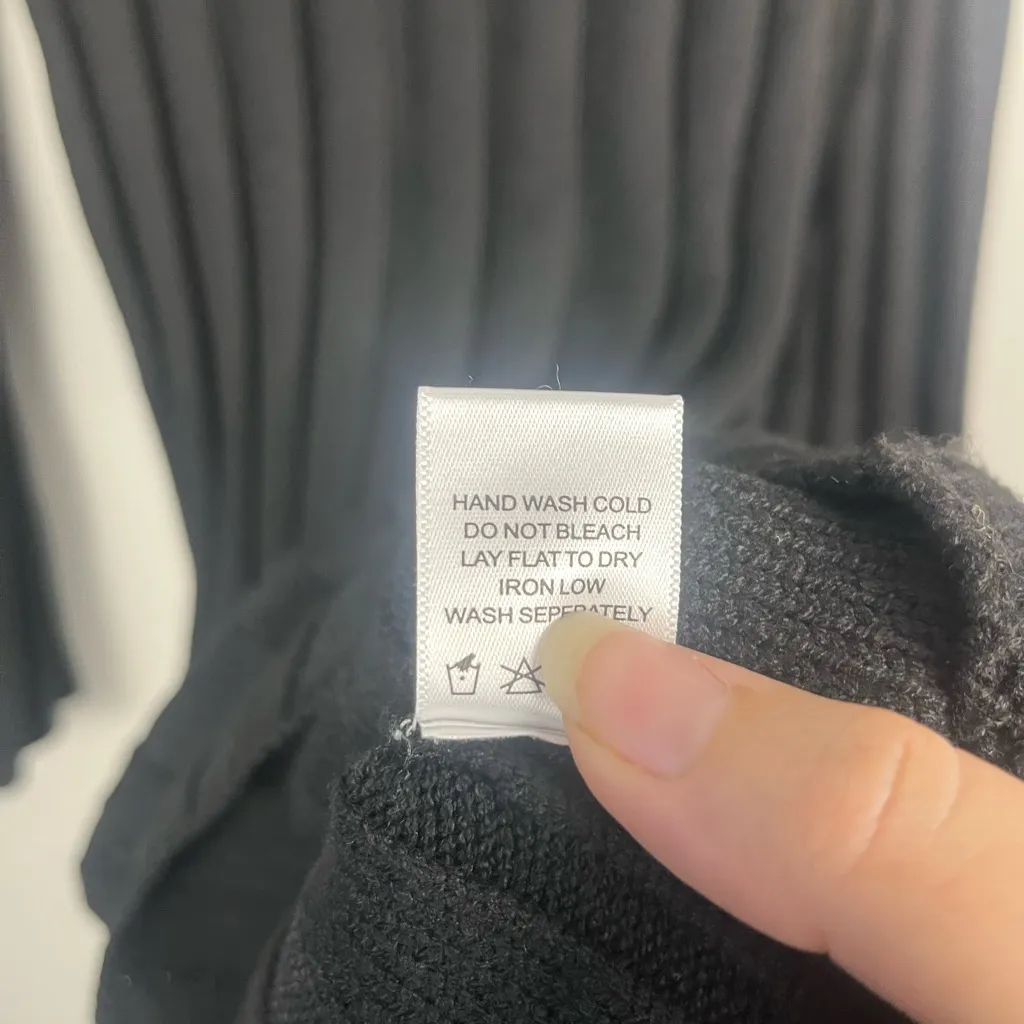 HAND WASH COLD
DO NOT BLEACH
LAY FLAT TO DRY
IRON LOW
WASH SEPERATELY